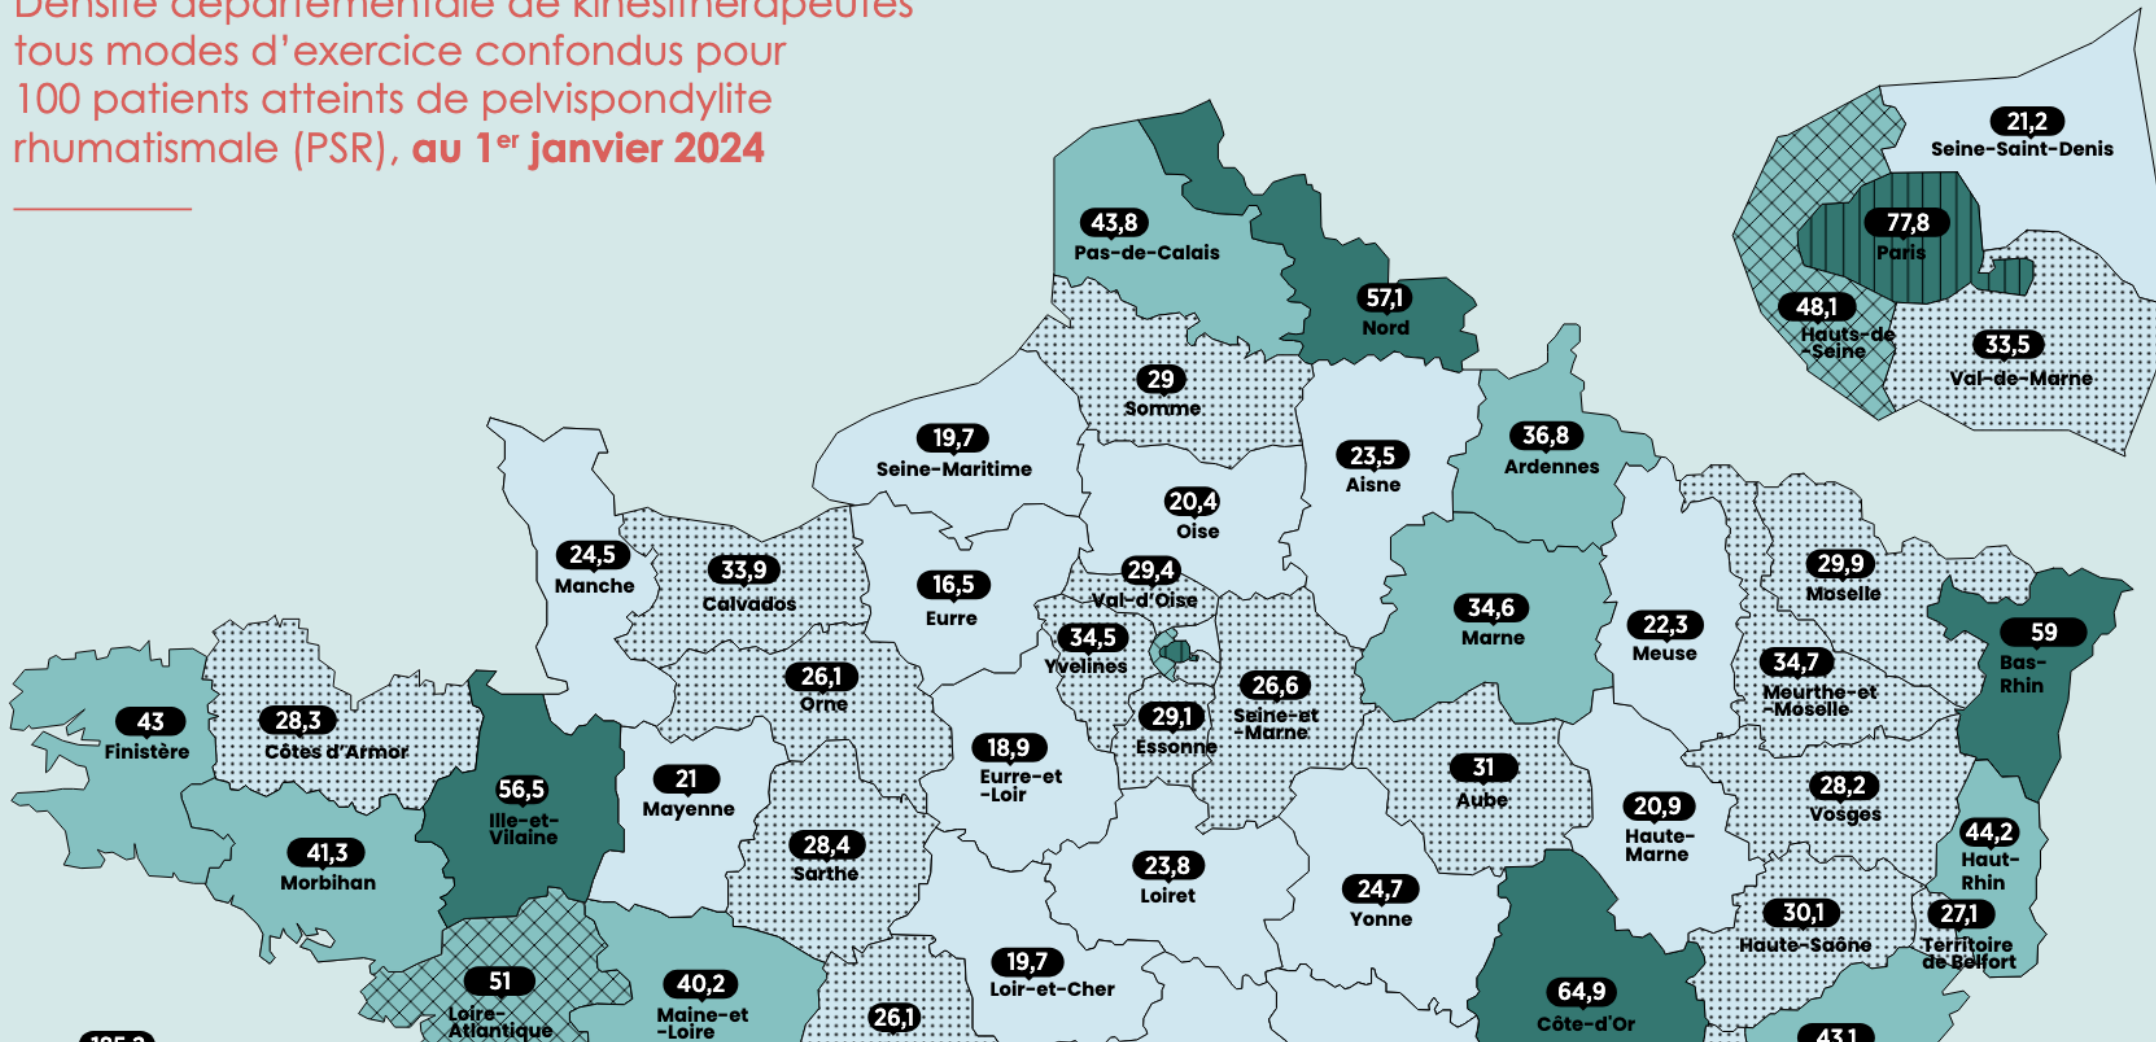 Densité départementale de kinésithérapeutes
tous modes d’exercice confondus pour
100 patients atteints de pelvispondylite
rhumatismale (PSR), au 1er janvier 2024
21,2
Seine-Saint-Denis
77,8
Paris
48,1
Hauts-de
-Seine
33,5
Val-de-Marne
43,8
Pas-de-Calais
57,1
Nord
29
Somme
19,7
Seine-Maritime
23,5
Aisne
36,8
Ardennes
20,4
Oise
24,5
Manche
33,9
Calvados
16,5
Eurre
29,4
Val-d’Oise
34,5
Yvelines
34,6
Marne
22,3
Meuse
29,9
Moselle
34,7
Meurthe-et
-Moselle
59
Bas-
Rhin
43
Finistère
28,3
Côtes d’Armor
26,1
Orne
26,6
Seine-et
-Marne
29,1
Essonne
18,9
Eurre-et
-Loir
56,5
Ille-et-
Vilaine
21
Mayenne
31
Aube
20,9
Haute-
Marne
28,2
Vosges
44,2
Haut-
Rhin
41,3
Morbihan
28,4
Sarthe
23,8
Loiret
24,7
Yonne
30,1
Haute-Saône
27,1
Territoire
de Belfort
51
Loire-
Atlantique
40,2
Maine-et
-Loire
26,1
19,7
Loir-et-Cher
64,9
Côte-d'Or
43,1